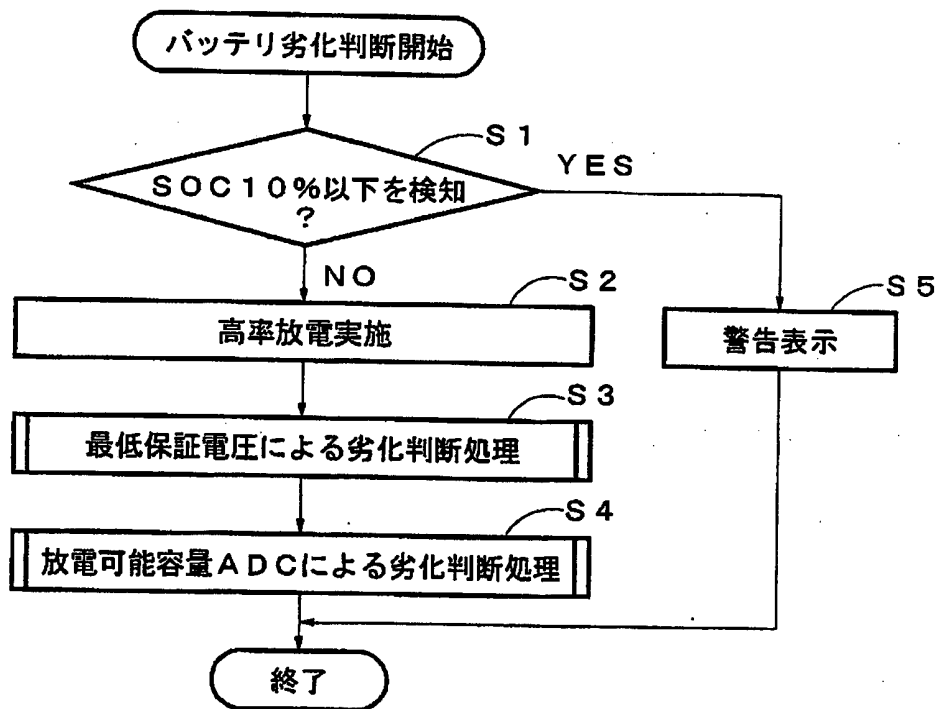 バッテリ劣化判断開始
S1
SOC10%以下を検知
?
YES
NO
S2
高率放電実施
S5
警告表示
S3
最低保証電圧による劣化判断処理
S4
放電可能容量ADCによる劣化判断処理
終了